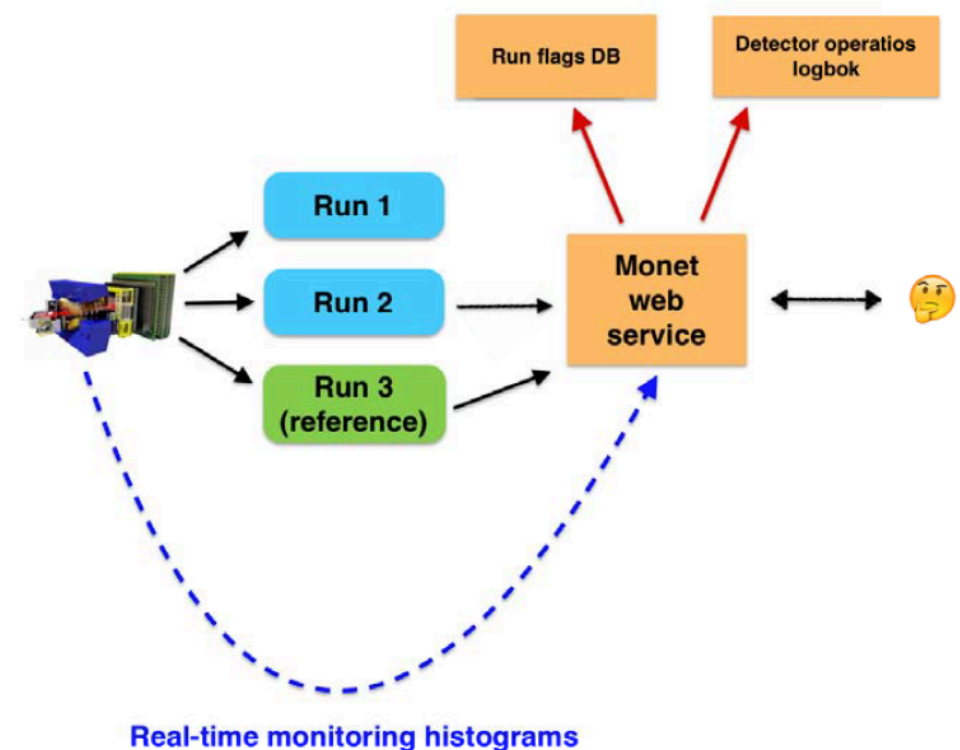 Run flags DB
Detector operatios
logbok
Run 1
Run 2
Run 3
(reference)
Monet
web
service
Real-time monitoring histograms